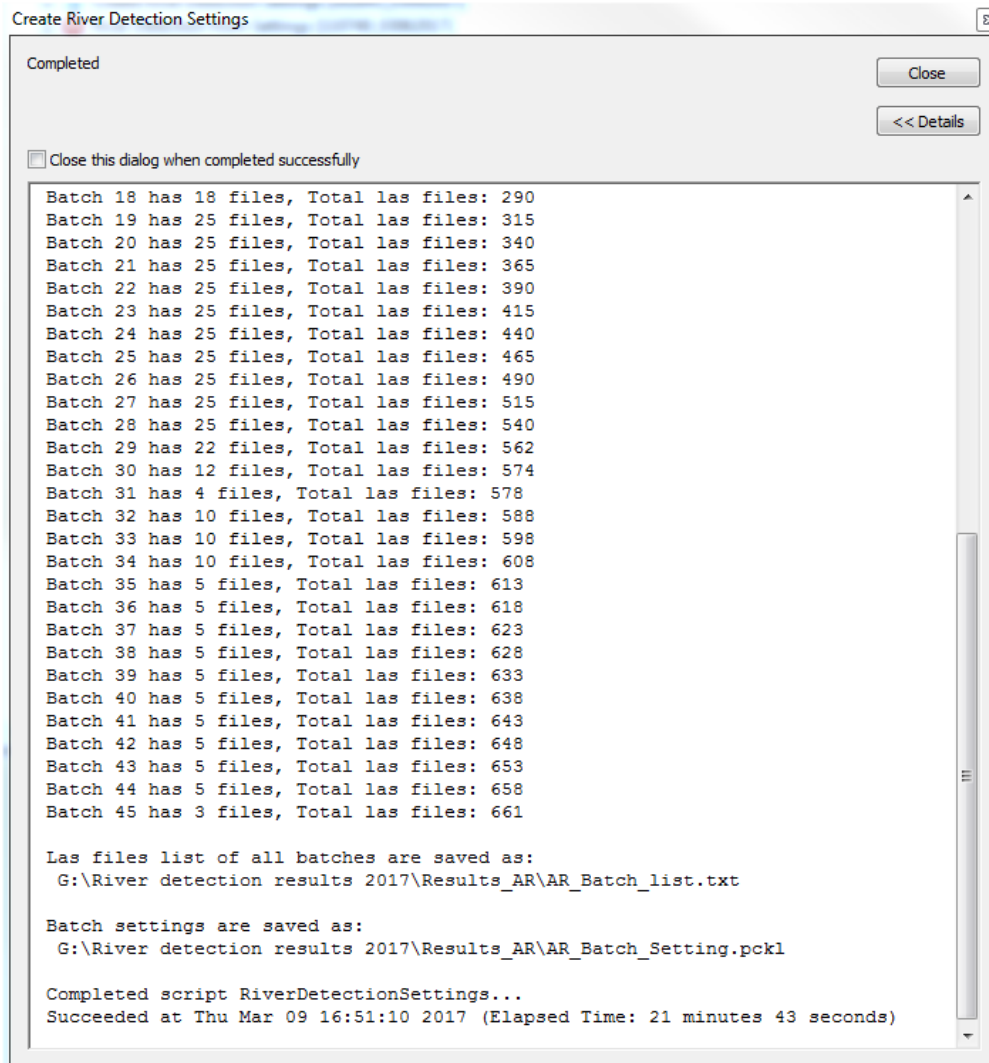 Create River Detection Settings
Completed
Close
<< Details
Close this dialog when completed successfully
Batch 18 has 18 files, Total las files: 290
Batch 19 has 25 files, Total las files: 315
Batch 20 has 25 files, Total las files: 340
Batch 21 has 25 files, Total las files: 365
Batch 22 has 25 files, Total las files: 390
Batch 23 has 25 files, Total las files: 415
Batch 24 has 25 files, Total las files: 440
Batch 25 has 25 files, Total las files: 465
Batch 26 has 25 files, Total las files: 490
Batch 27 has 25 files, Total las files: 515
Batch 28 has 25 files, Total las files: 540
Batch 29 has 22 files, Total las files: 562
Batch 30 has 12 files, Total las files: 574
Batch 31 has 4 files, Total las files: 578
Batch 32 has 10 files, Total las files: 588
Batch 33 has 10 files, Total las files: 598
Batch 34 has 10 files, Total las files: 608
Batch 35 has 5 files, Total las files: 613
Batch 36 has 5 files, Total las files: 618
Batch 37 has 5 files, Total las files: 623
Batch 38 has 5 files, Total las files: 628
Batch 39 has 5 files, Total las files: 633
Batch 40 has 5 files, Total las files: 638
Batch 41 has 5 files, Total las files: 643
Batch 42 has 5 files, Total las files: 648
Batch 43 has 5 files, Total las files: 653
Batch 44 has 5 files, Total las files: 658
Batch 45 has 3 files, Total las files: 661
Las files list of all batches are saved as:
G:\River detection results 2017\Results_AR\AR_Batch_list.txt
Batch settings are saved as:
G:\River detection results 2017\Results_AR\AR_Batch_Setting.pckl
Completed script RiverDetectionSettings...
Succeeded at Thu Mar 09 16:51:10 2017 (Elapsed Time: 21 minutes 43 seconds)